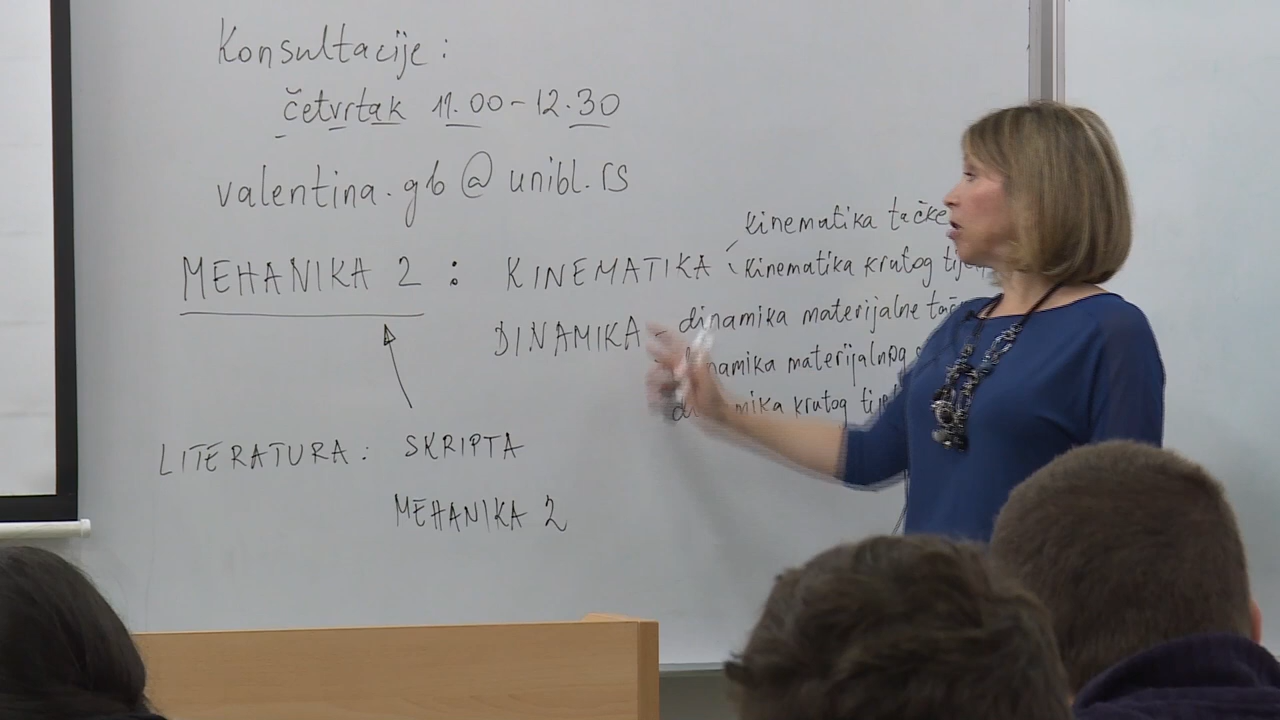 Konsultacije:
četvrtak 11.00-12.30
valentina.gb@unibl.rs
kinematika tačke
MEHANIKA 2: KINEMATIKA kinematika krutog
DINAMIKA - dinamika materijalne
materijalnog
krutog
LITERATURA: SKRIPTA
MEHANIKA 2